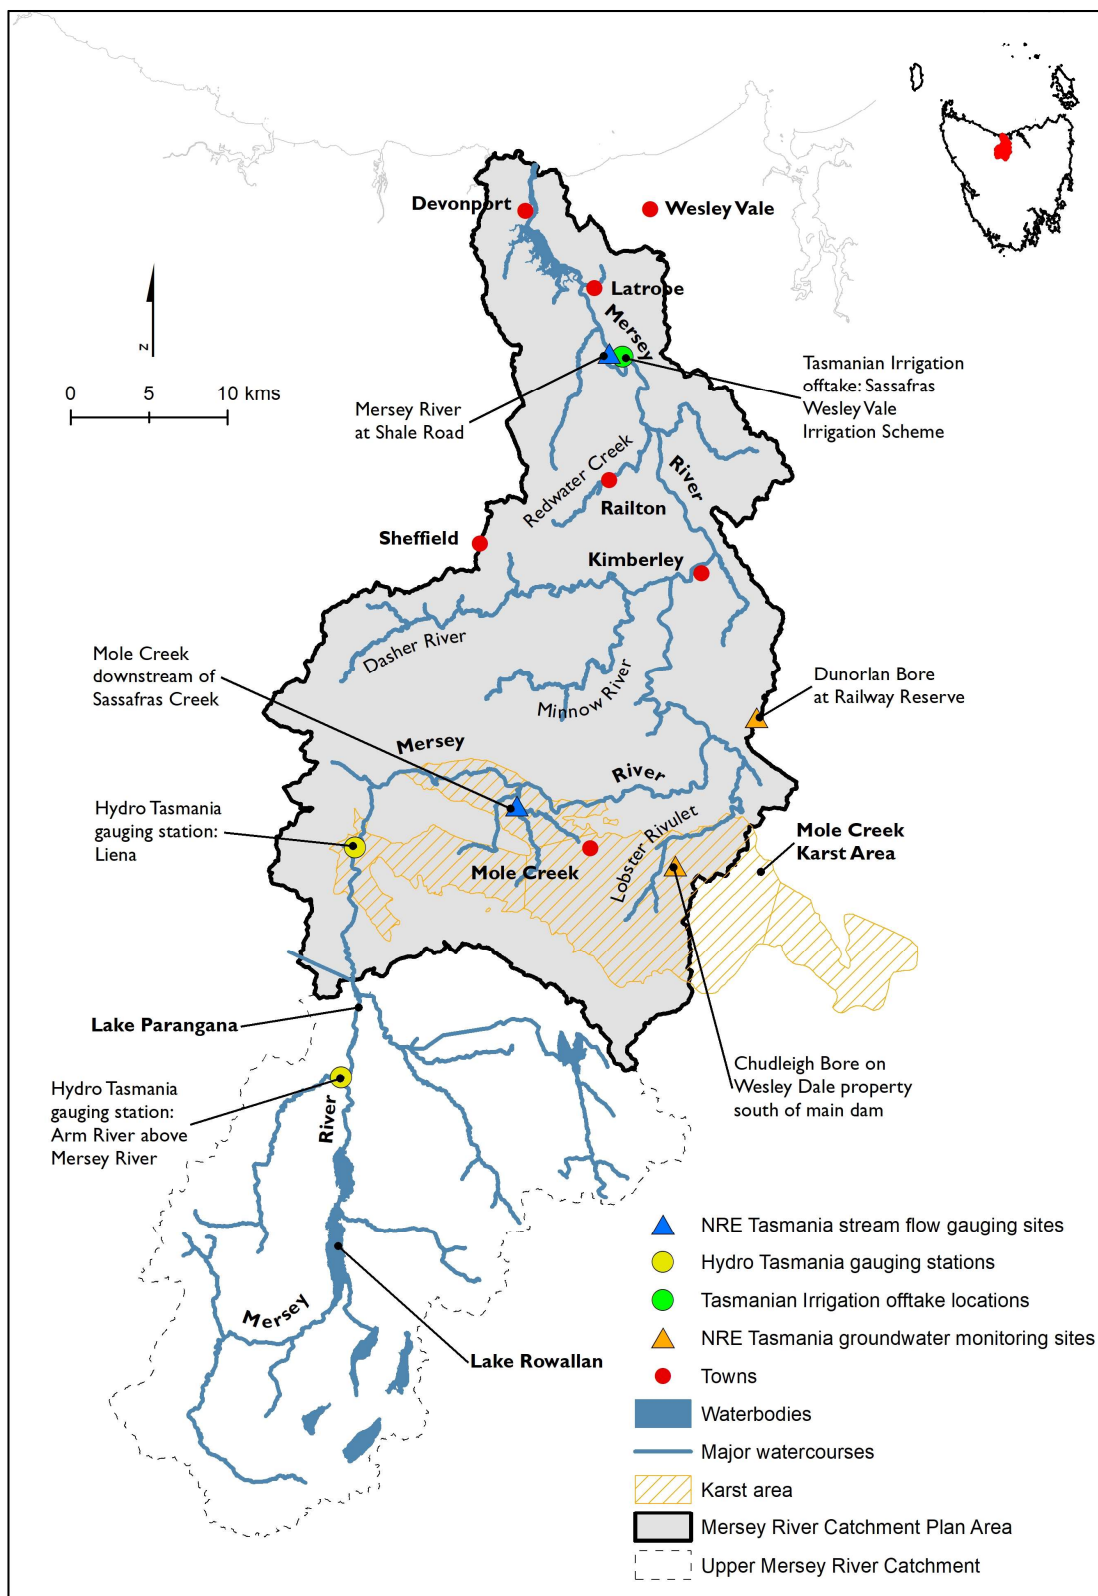 Devonport
Wesley Vale
Latrope
Mersey
N
0 5 10 kms
Mersey River
at Shale Road
Tasmanian Irrigation
offtake: Sassafras
Wesley Vale
Irrigation Scheme
River
Redwater Creek
Railton
Sheffield
Kimberley
Dasher River
Mole Creek
downstream of
Sassafras Creek
Minnow River
Dunorlan Bore
at Railway Reserve
Mersey
River
Hydro Tasmania
gauging station:
Liena
Lobster Rivulet
Mole Creek
Karst Area
Mole Creek
Lake Parangana
Hydro Tasmania
gauging station:
Arm River above
Mersey River
River
Chudleigh Bore on
Wesley Dale property
south of main dam
Mersey
Lake Rowallan
NRE Tasmania stream flow gauging sites
Hydro Tasmania gauging stations
Tasmanian Irrigation offtake locations
NRE Tasmania groundwater monitoring sites
Towns
Waterbodies
Major watercourses
Karst area
Mersey River Catchment Plan Area
Upper Mersey River Catchment